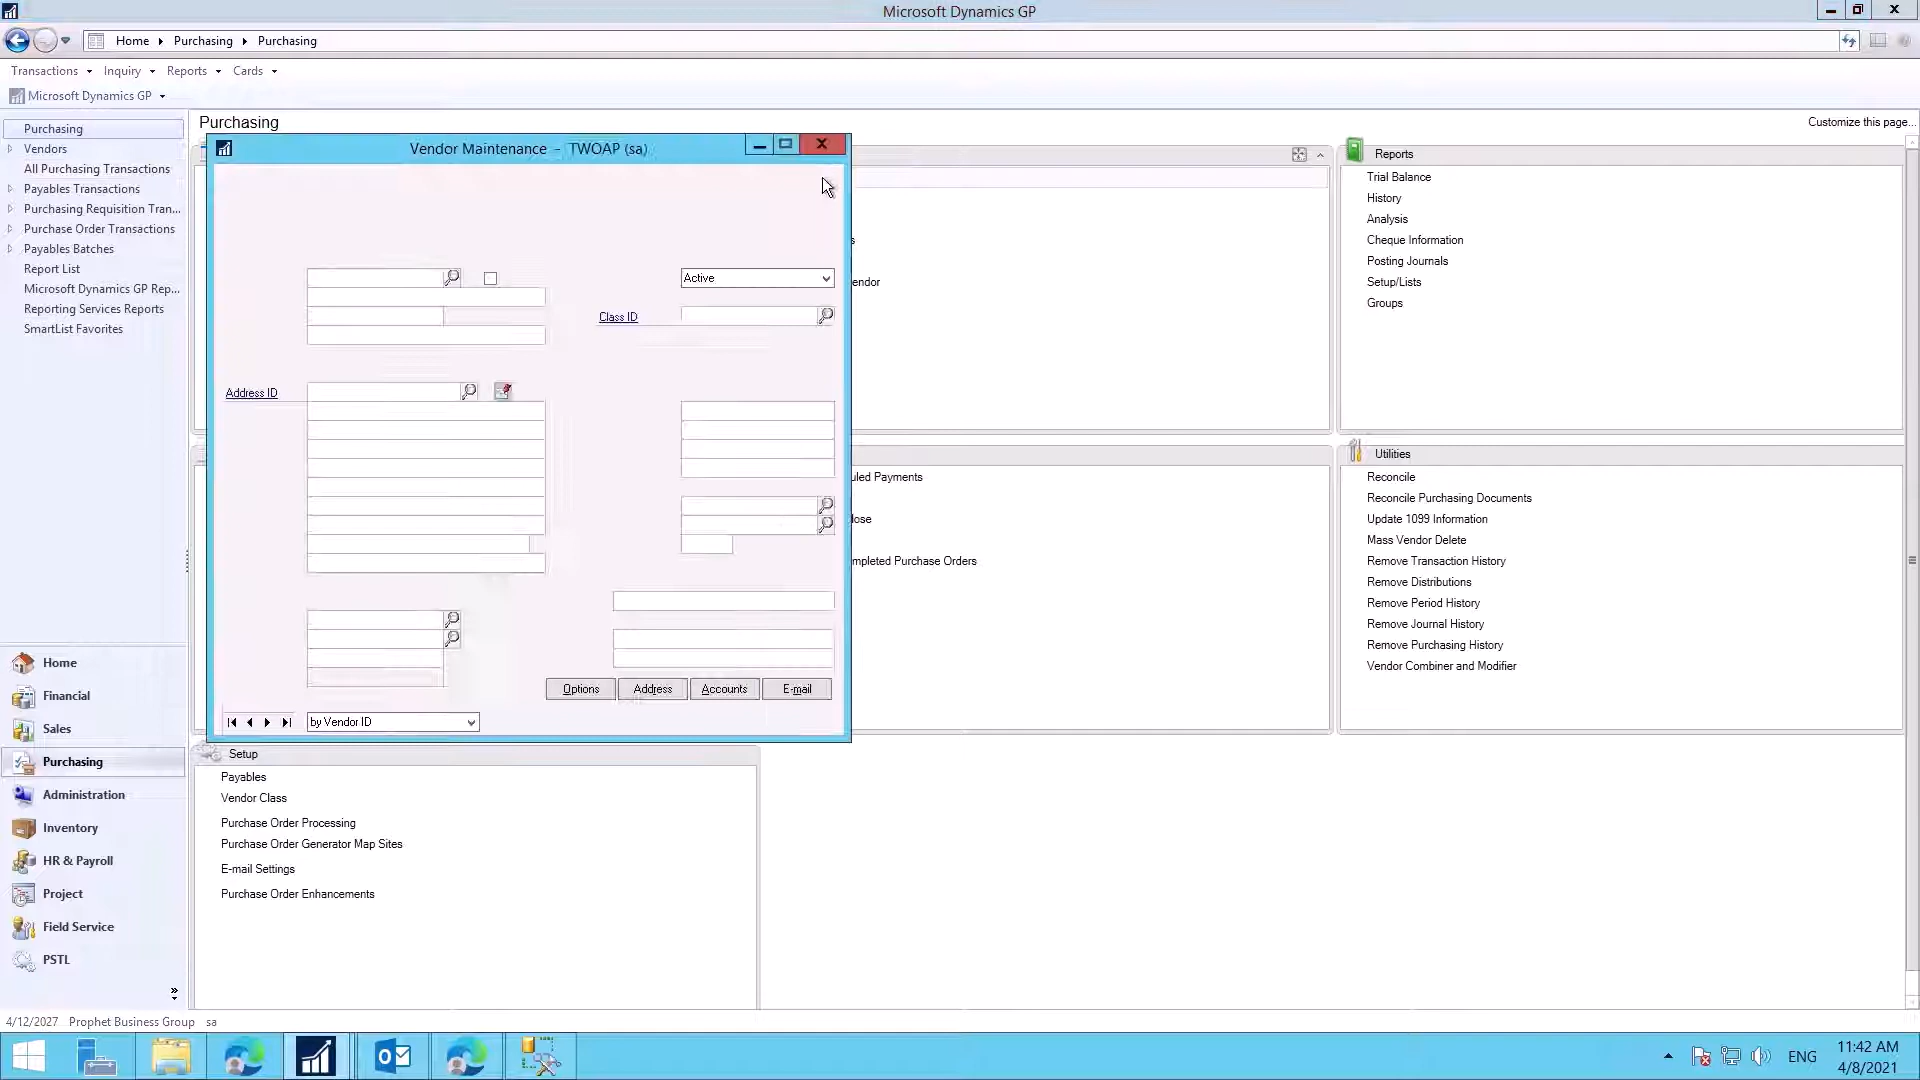 Microsoft Dynamics GP
Home Purchasing Purchasing
Transactions Inquiry Reports Cards
Microsoft Dynamics GP
Purchasing
Vendors
All Purchasing Transactions
Payables Transactions
Purchasing Requisition Tran...
Purchase Order Transactions
Payables Batches
Report List
Microsoft Dynamics GP Rep...
Reporting Services Reports
SmartList Favorites
Home
Financial
Sales
Purchasing
Administration
Inventory
HR & Payroll
Project
Field Service
PSTL
Purchasing
Customize this page...
Vendor Maintenance - TWOAP (sa)
Active
Class ID
Address ID
Options Address Accounts E-mail
by Vendor ID
s
endor
uled Payments
lose
mpleted Purchase Orders
Reports
Trial Balance
History
Analysis
Cheque Information
Posting Journals
Setup/Lists
Groups
Utilities
Reconcile
Reconcile Purchasing Documents
Update 1099 Information
Mass Vendor Delete
Remove Transaction History
Remove Distributions
Remove Period History
Remove Journal History
Remove Purchasing History
Vendor Combiner and Modifier
Setup
Payables
Vendor Class
Purchase Order Processing
Purchase Order Generator Map Sites
E-mail Settings
Purchase Order Enhancements
4/12/2027 Prophet Business Group sa
ENG
11:42 AM
4/8/2021